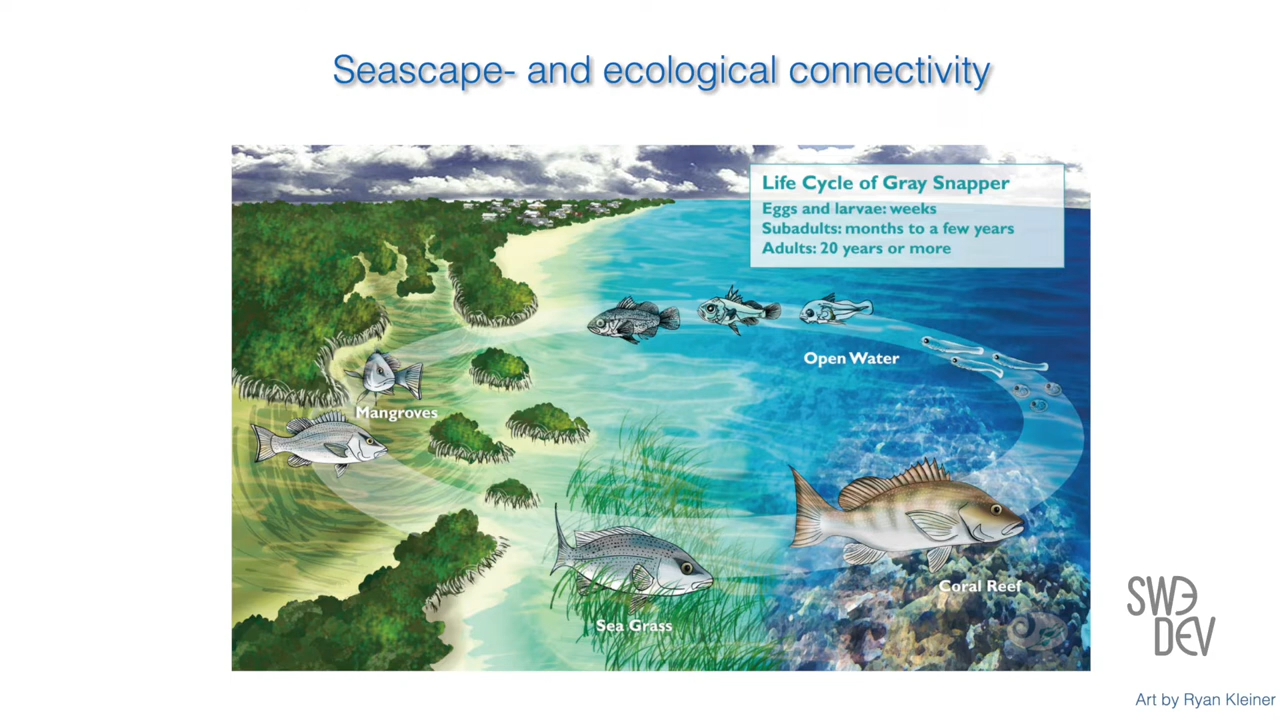 Seascape- and ecological connectivity
Life Cycle of Gray Snapper
Eggs and larvae: weeks
Subadults: months to a few years
Adults: 20 years or more
Open Water
Mangroves
Coral Reef
Sea Grass
SWE
DEV
Art by Ryan Kleiner